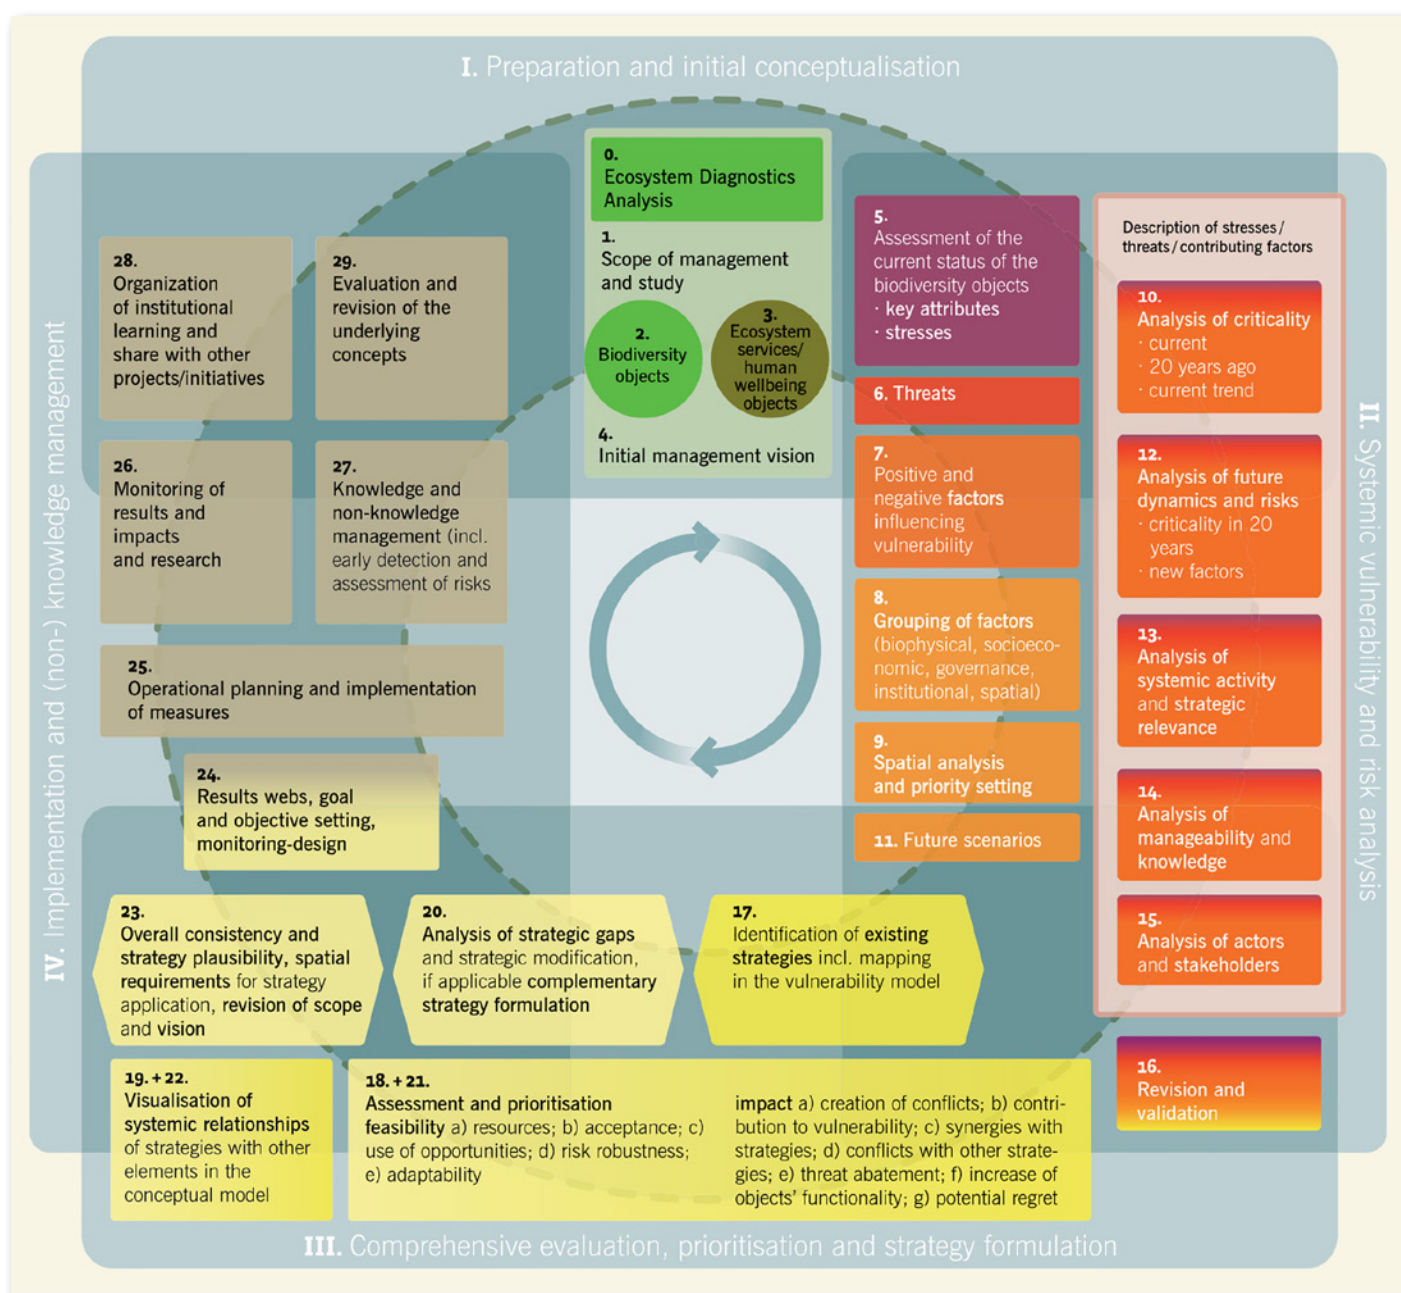 I. Preparation and initial conceptualisation
0.
Ecosystem Diagnostics
Analysis
1.
Scope of management
and study
2.
Biodiversity
objects
3.
Ecosystem
services/
human
wellbeing
objects
4.
Initial management vision
5.
Assessment of the
current status of the
biodiversity objects
· key attributes
· stresses
6. Threats
7.
Positive and
negative factors
influencing
vulnerability
8.
Grouping of factors
(biophysical, socioeco-
nomic, governance,
institutional, spatial)
9.
Spatial analysis
and priority setting
11. Future scenarios
Description of stresses/
threats/contributing factors
10.
Analysis of criticality
· current
· 20 years ago
· current trend
12.
Analysis of future
dynamics and risks
· criticality in 20
years
· new factors
13.
Analysis of
systemic activity
and strategic
relevance
14.
Analysis of
manageability and
knowledge
15.
Analysis of actors
and stakeholders
16.
Revision and
validation
II. Systemic vulnerability and risk analysis
17.
Identification of existing
strategies incl. mapping
in the vulnerability model
20.
Analysis of strategic gaps
and strategic modification,
if applicable complementary
strategy formulation
23.
Overall consistency and
strategy plausibility, spatial
requirements for strategy
application, revision of scope
and vision
19. + 22.
Visualisation of
systemic relationships
of strategies with other
elements in the
conceptual model
18. + 21.
Assessment and prioritisation
feasibility a) resources; b) acceptance; c)
use of opportunities; d) risk robustness;
e) adaptability
impact a) creation of conflicts; b) contri-
bution to vulnerability; c) synergies with
strategies; d) conflicts with other strate-
gies; e) threat abatement; f) increase of
objects' functionality; g) potential regret
III. Comprehensive evaluation, prioritisation and strategy formulation
24.
Results webs, goal
and objective setting,
monitoring-design
25.
Operational planning and implementation
of measures
26.
Monitoring of
results and
impacts
and research
27.
Knowledge and
non-knowledge
management (incl.
early detection and
assessment of risks
28.
Organization
of institutional
learning and
share with other
projects/initiatives
29.
Evaluation and
revision of the
underlying
concepts
IV. Implementation and (non-) knowledge management